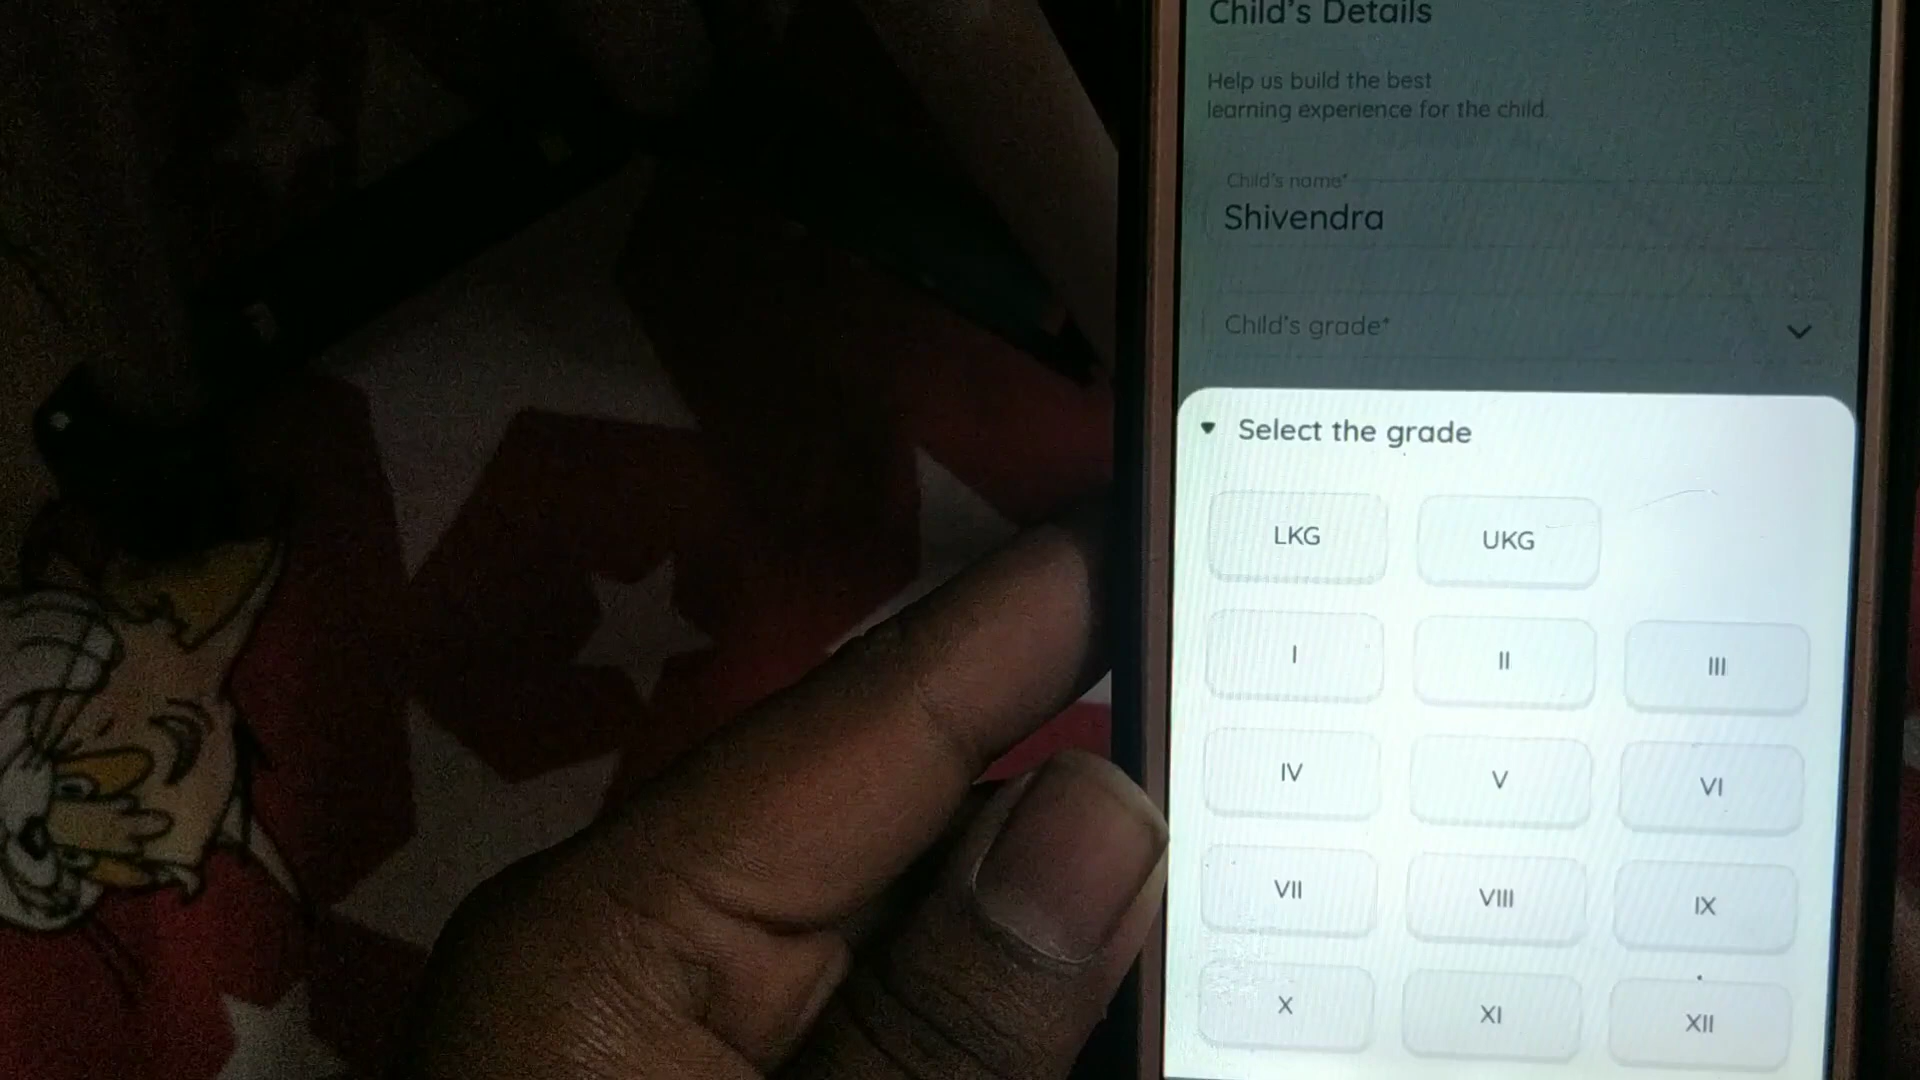 Child's Details
Help us build the best
learning experience for the child.
Child's name*
Shivendra
Child's grade*
Select the grade
LKG
UKG
I
II
III
IV
V
VI
VII
VIII
IX
X
XI
XII